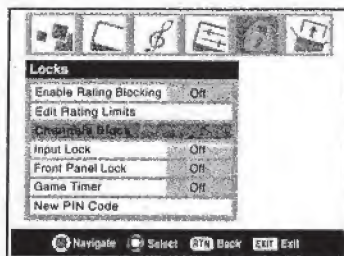 Locks
Enable Rating Blocking Off
Edit Rating Limits
Channels Block
Input Lock Off
Front Panel Lock Off
Game Timer Off
New PIN Code
Navigate Select RTN Back EXIT Exit